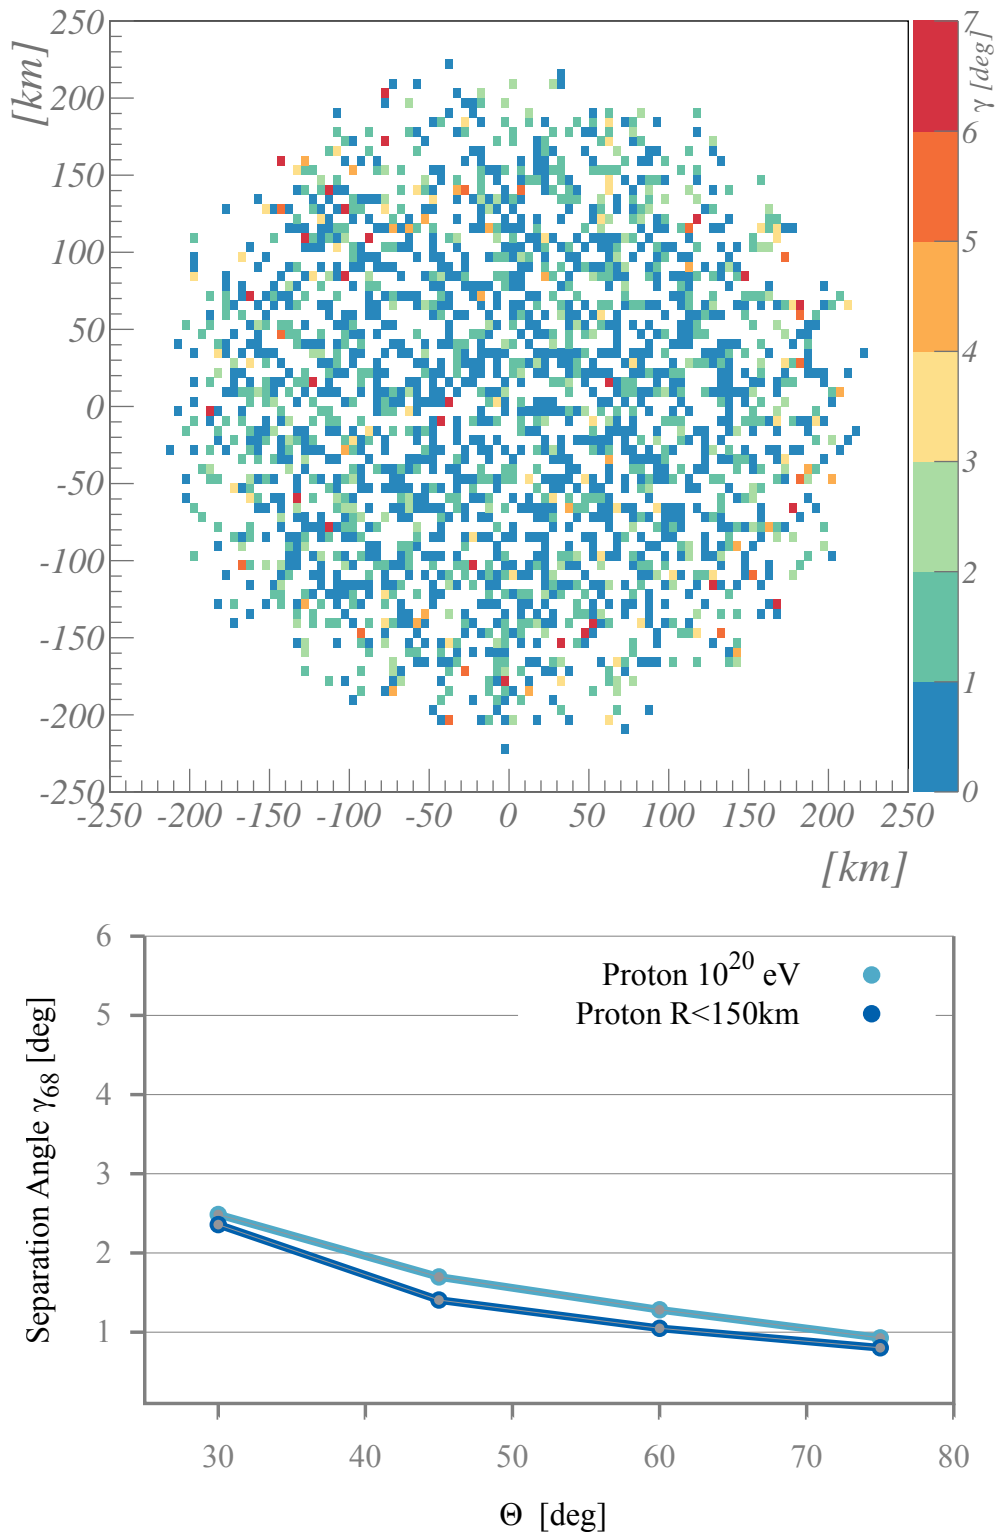 [km]
250
200
150
100
50
0
-50
-100
-150
-200
-250
-250 -200 -150 -100 -50 0 50 100 150 200 250
[km]
7
6
5
4
3
2
1
0
γ [deg]
6
5
4
3
2
1
Separation Angle γ68 [deg]
Proton 10^20 eV
Proton R<150km
30 40 50 60 70 80
Θ [deg]